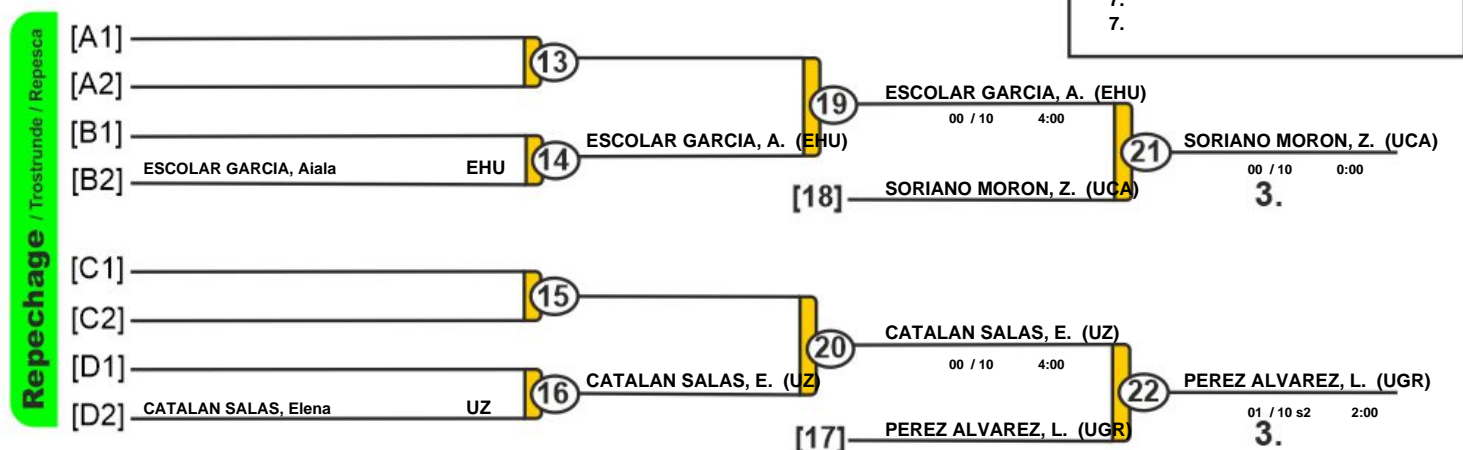 7.
7.
Repechage / Trostrunde / Repesca
[A1]
13
[A2]
19
ESCOLAR GARCIA, A. (EHU)
00 / 10 4:00
[B1]
ESCOLAR GARCIA, A. (EHU)
14
[B2] ESCOLAR GARCIA, Aiala EHU
21
SORIANO MORON, Z. (UCA)
00 / 10 0:00
3.
[18] SORIANO MORON, Z. (UCA)
[C1]
15
[C2]
20
CATALAN SALAS, E. (UZ)
00 / 10 4:00
[D1]
CATALAN SALAS, E. (UZ)
16
[D2] CATALAN SALAS, Elena UZ
22
PEREZ ALVAREZ, L. (UGR)
01 / 10 s2 2:00
3.
[17] PEREZ ALVAREZ, L. (UGR)